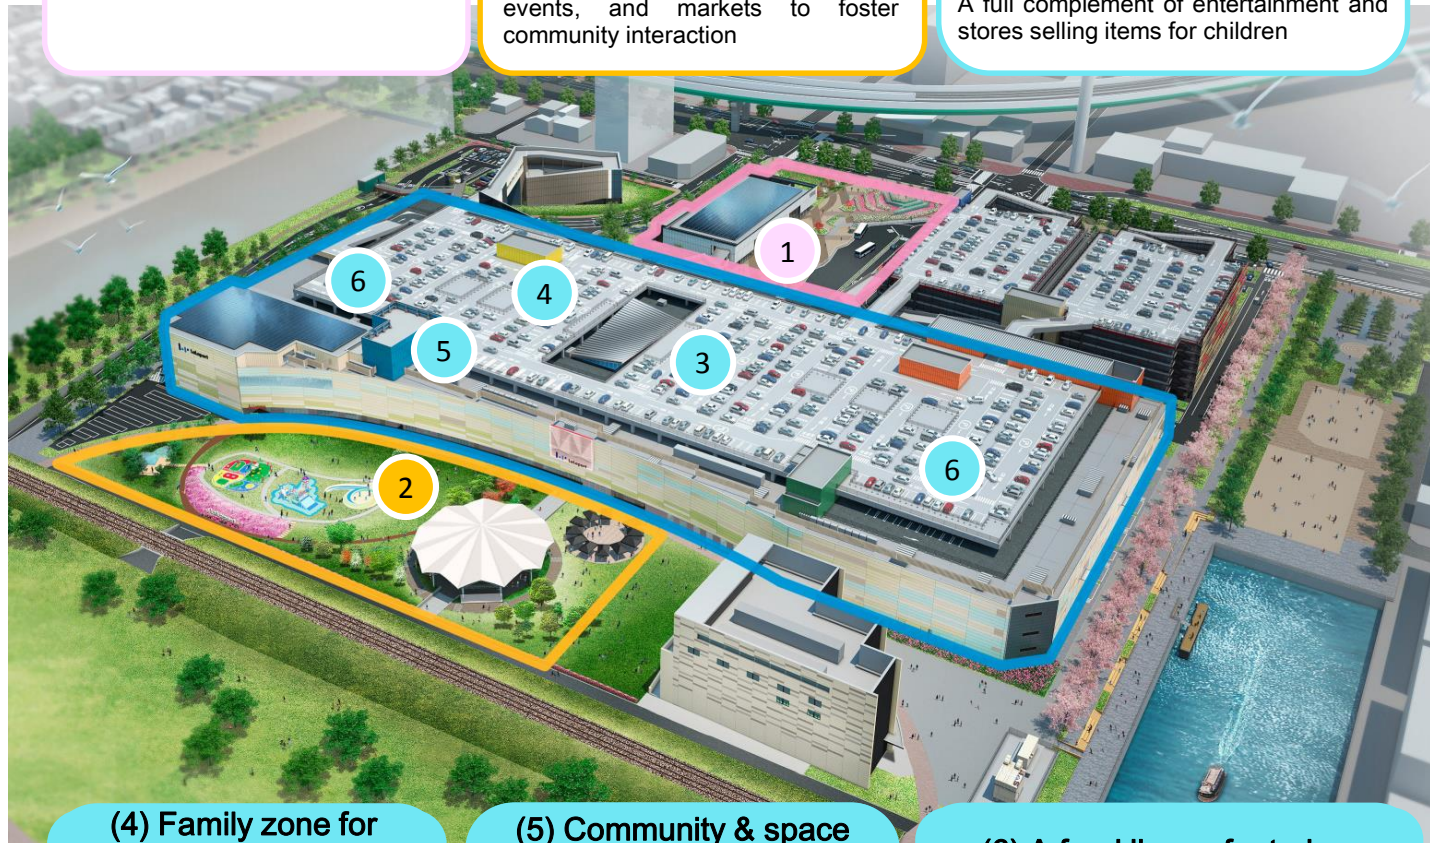 events, and markets to foster
community interaction
A full complement of entertainment and
stores selling items for children
1
6
4
5
3
6
2
(4) Family zone for
(5) Community & space